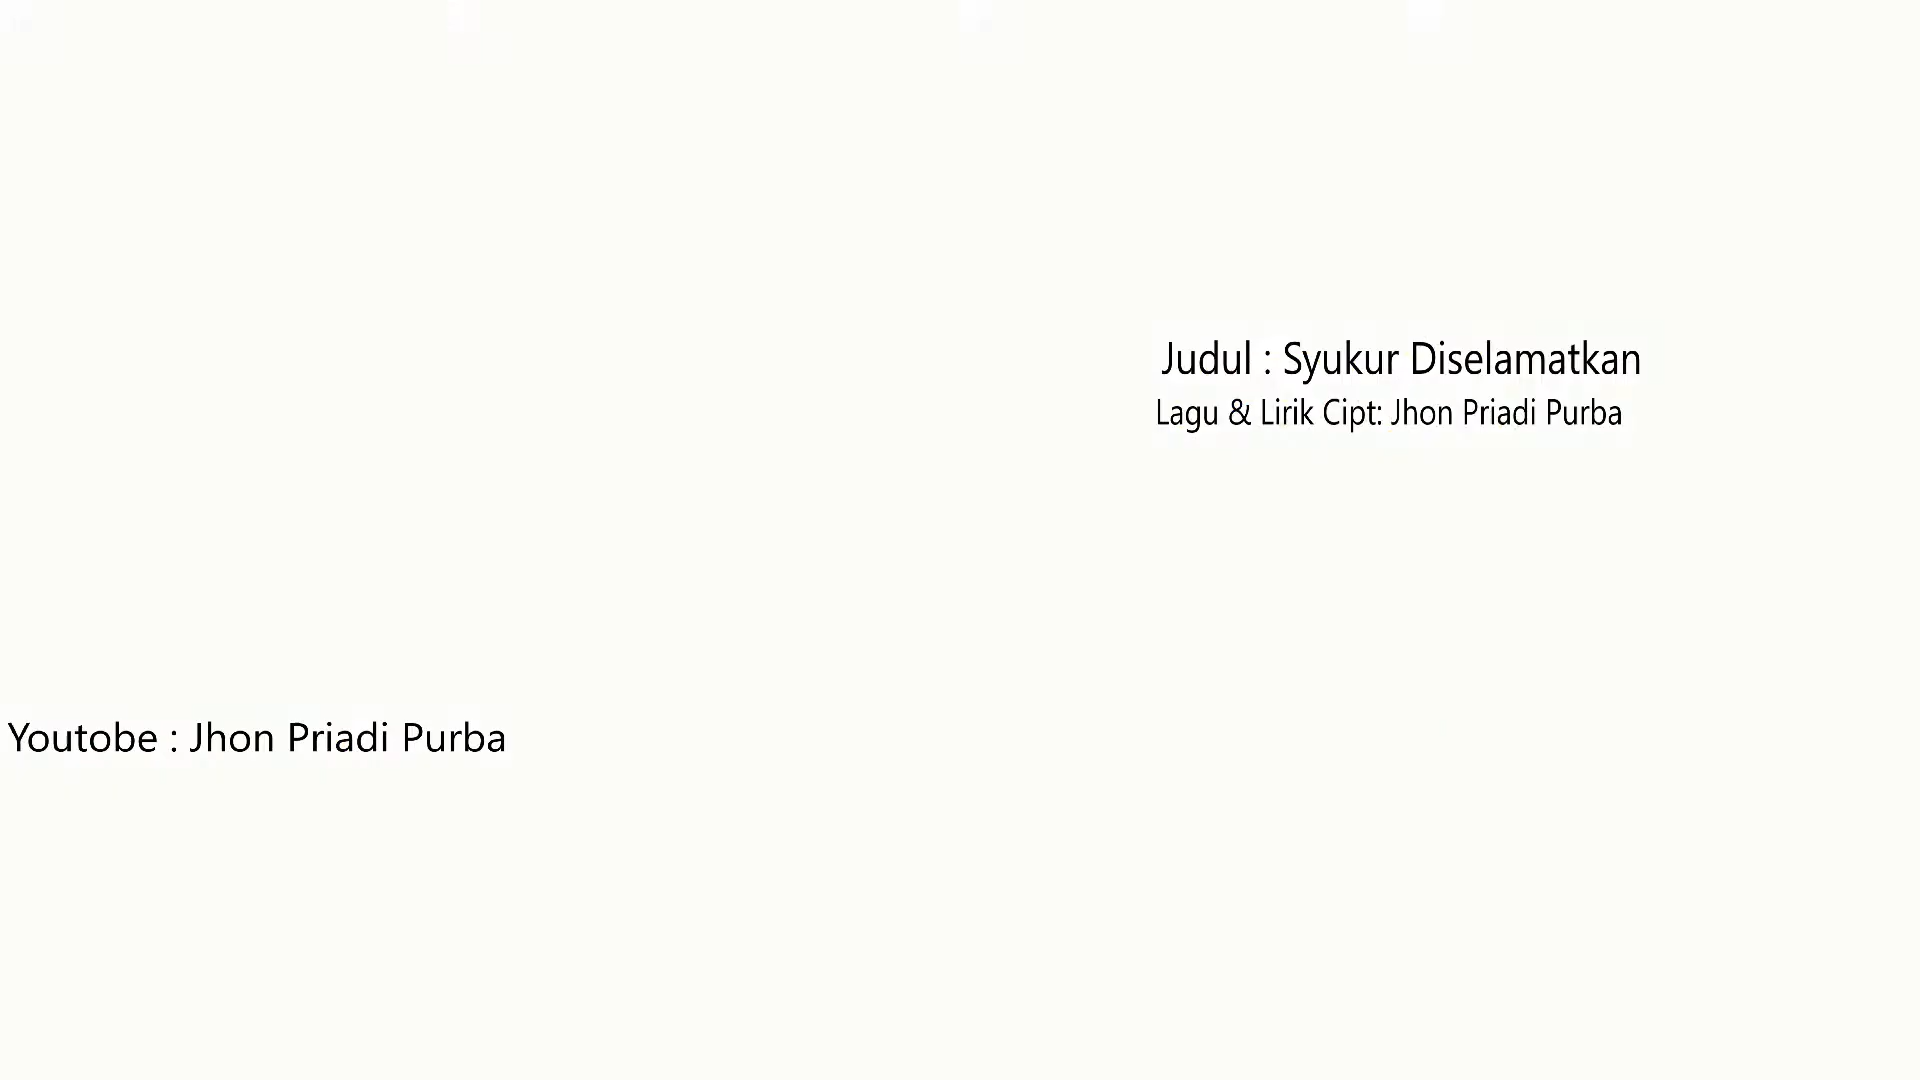 Judul : Syukur Diselamatkan
Lagu & Lirik Cipt: Jhon Priadi Purba
Youtobe : Jhon Priadi Purba